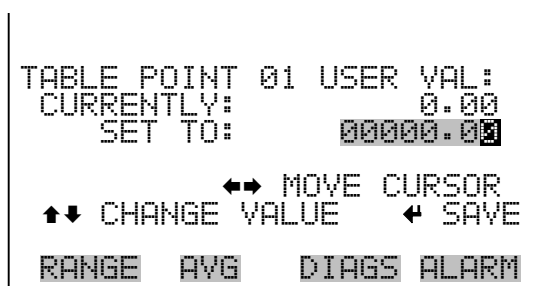 TABLE POINT 01 USER VAL:
CURRENTLY: 0.00
SET TO: 00000.00
⬅➡ MOVE CURSOR
⬆⬇ CHANGE VALUE ↵ SAVE
RANGE AVG DIAGS ALARM